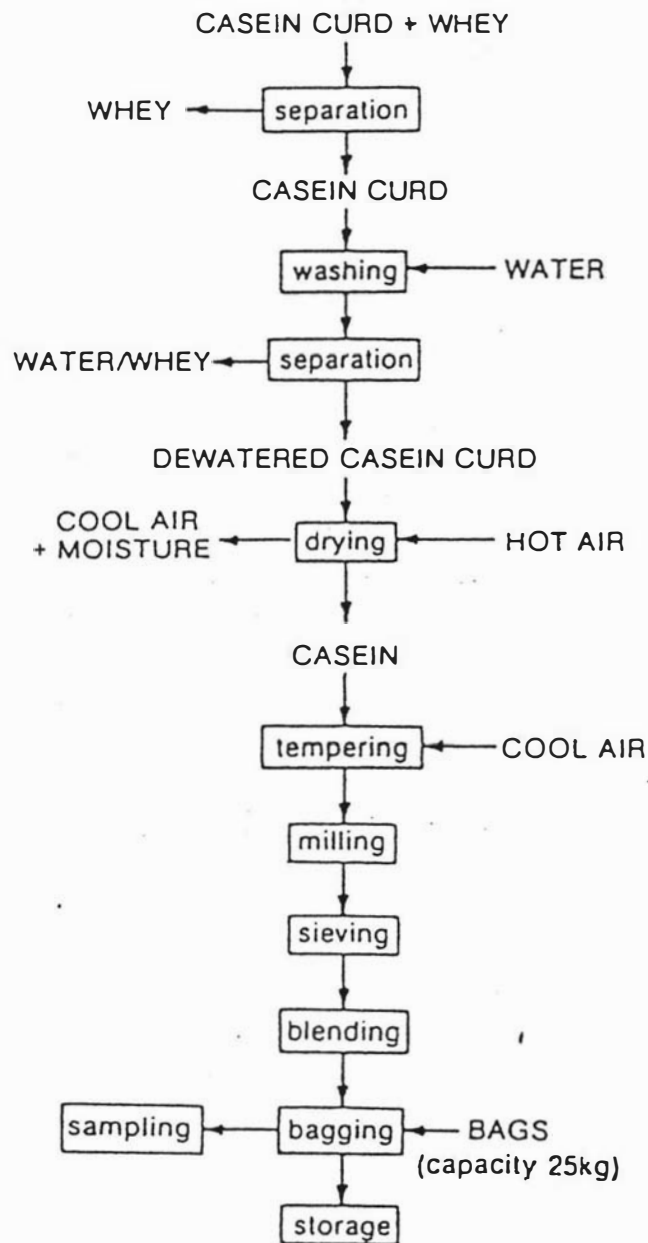 CASEIN CURD + WHEY
WHEY
separation
CASEIN CURD
washing
WATER
WATER/WHEY
separation
DEWATERED CASEIN CURD
COOL AIR
+ MOISTURE
drying
HOT AIR
CASEIN
tempering
COOL AIR
milling
sieving
blending
sampling
bagging
BAGS
(capacity 25kg)
storage